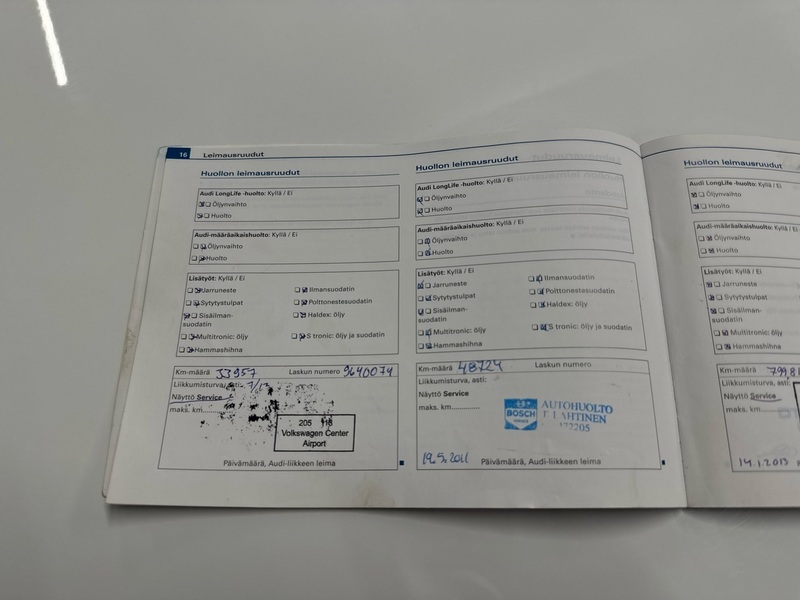 16 Leimausruudut
Huollon leimausruudut
Audi LongLife -huolto: Kyllä / Ei
Öljynvaihto
Huolto
Audi-määräaikaishuolto: Kyllä / Ei
Öljynvaihto
Huolto
Lisätyöt: Kyllä / Ei
Jarruneste
Ilmansuodatin
Sytytystulpat
Polttonestesuodatin
Sisäilman-
suodatin
Haldex: öljy
Multitronic: öljy
S tronic: öljy ja suodatin
Hammashihna
Km-määrä 33957 Laskun numero 9640074
Liikkumisturva, asti:
Näyttö Service
maks. km
205
Volkswagen Center
Airport
Päivämäärä, Audi-liikkeen leima
Huollon leimausruudut
Audi LongLife -huolto: Kyllä / Ei
Öljynvaihto
Huolto
Audi-määräaikaishuolto: Kyllä / Ei
Öljynvaihto
Huolto
Lisätyöt: Kyllä / Ei
Jarruneste
Ilmansuodatin
Sytytystulpat
Polttonestesuodatin
Sisäilman-
suodatin
Haldex: öljy
Multitronic: öljy
S tronic: öljy ja suodatin
Hammashihna
Km-määrä 48724 Laskun numero
Liikkumisturva, asti:
Näyttö Service
maks. km
BOSCH
SERVICE
AUTOHUOLTO
LAHTINEN
172205
19.5.2011 Päivämäärä, Audi-liikkeen leima
Huollon leimausruudut
Audi LongLife -huolto: Kyllä / Ei
Öljynvaihto
Huolto
Audi-määräaikaishuolto: Kyllä / Ei
Öljynvaihto
Huolto
Lisätyöt: Kyllä / Ei
Jarruneste
Sytytystulpat
Sisäilman-
suodatin
Multitronic: öljy
Hammashihna
Km-määrä
Liikkumisturva, asti:
Näyttö Service
maks. km
14.1.2013